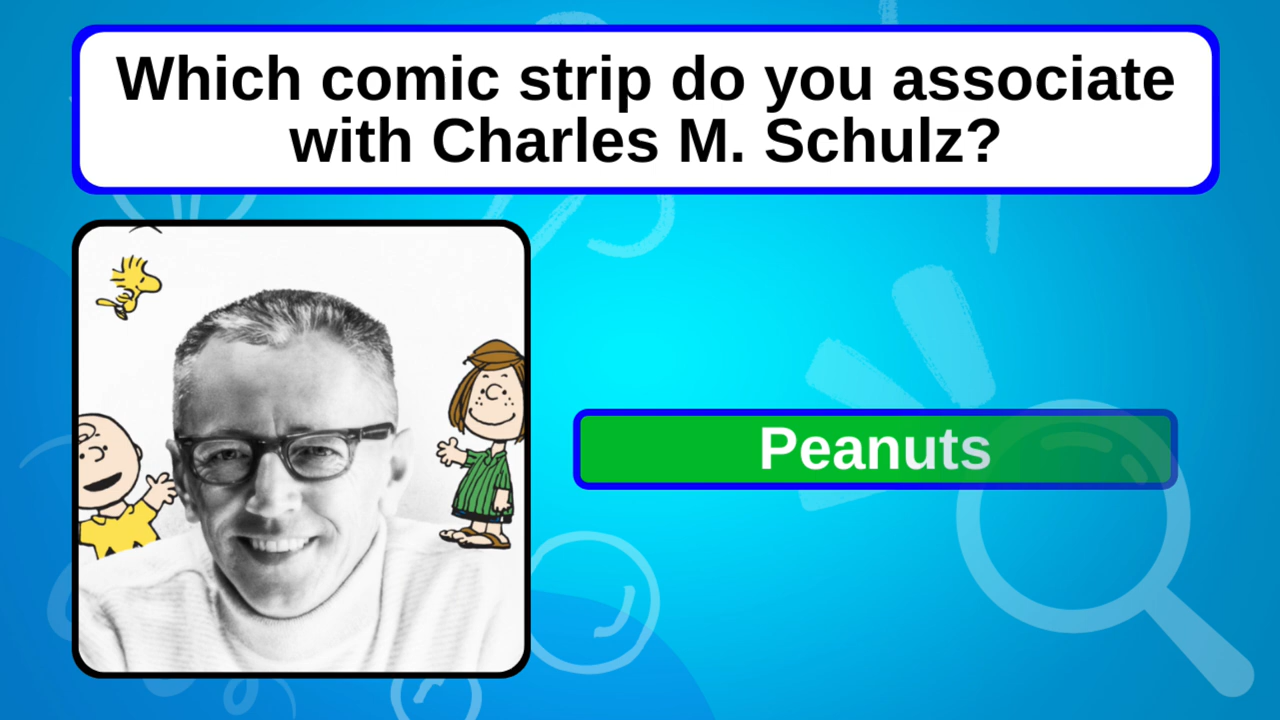 Which comic strip do you associate
with Charles M. Schulz?
Peanuts